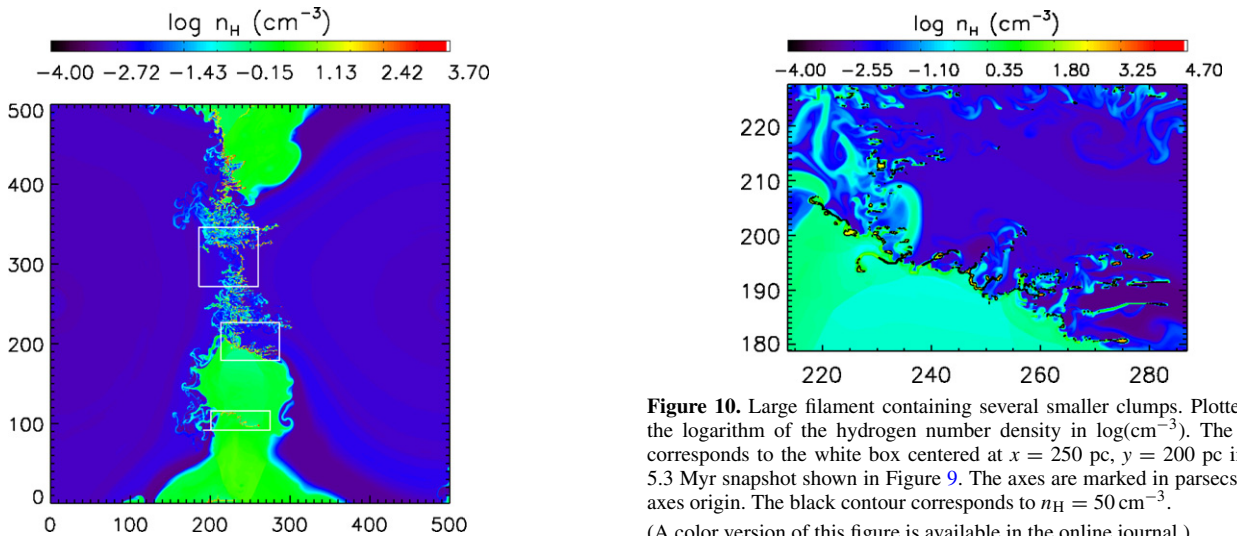 log n_H (cm⁻³)
−4.00 −2.72 −1.43 −0.15 1.13 2.42 3.70
500
400
300
200
100
0
0 100 200 300 400 500
log n_H (cm⁻³)
−4.00 −2.55 −1.10 0.35 1.80 3.25 4.70
220
210
200
190
180
220 240 260 280
Figure 10. Large filament containing several smaller clumps. Plotte
the logarithm of the hydrogen number density in log(cm⁻³). The
corresponds to the white box centered at x = 250 pc, y = 200 pc i
5.3 Myr snapshot shown in Figure 9. The axes are marked in parsecs
axes origin. The black contour corresponds to n_H = 50 cm⁻³.
(A color version of this figure is available in the online journal.)